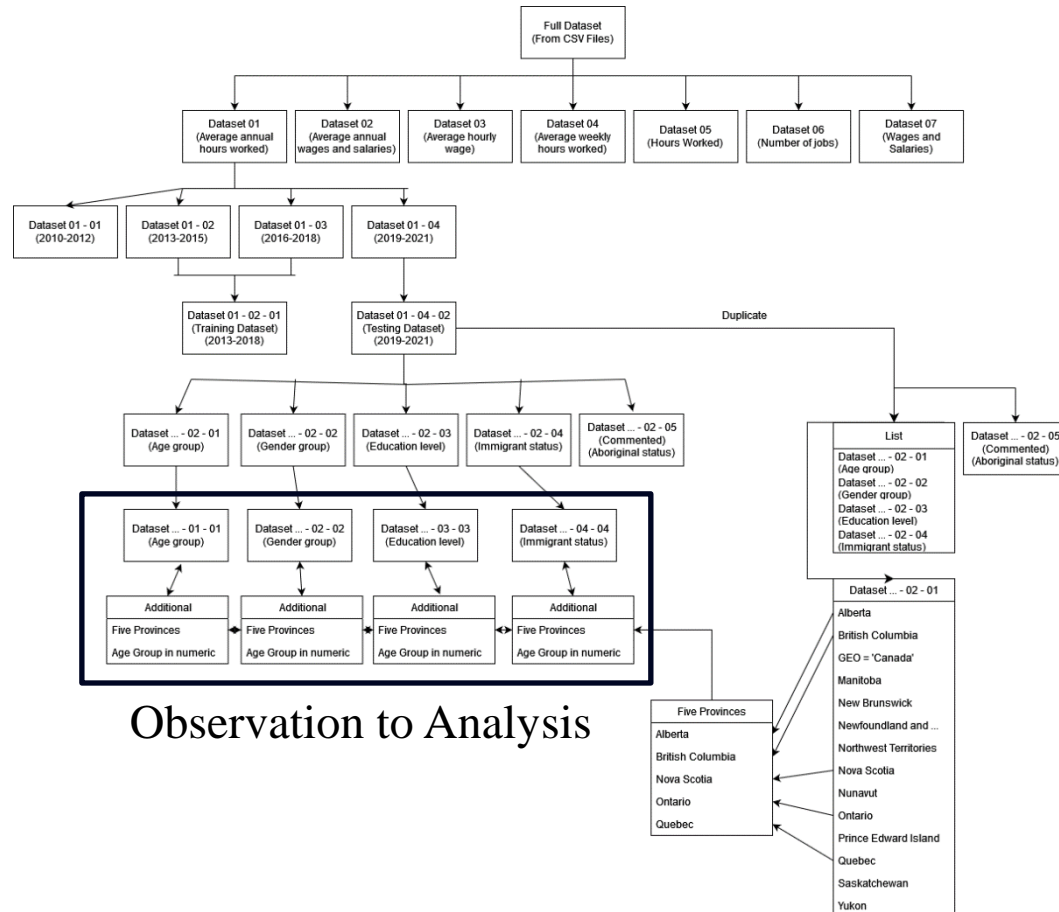 Full Dataset
(From CSV Files)
Dataset 01
(Average annual
hours worked)
Dataset 02
(Average annual
wages and salaries)
Dataset 03
(Average hourly
wage)
Dataset 04
(Average weekly
hours worked)
Dataset 05
(Hours Worked)
Dataset 06
(Number of jobs)
Dataset 07
(Wages and
Salaries)
Dataset 01 - 01
(2010-2012)
Dataset 01 - 02
(2013-2015)
Dataset 01 - 03
(2016-2018)
Dataset 01 - 04
(2019-2021)
Dataset 01 - 02 - 01
(Training Dataset)
(2013-2018)
Dataset 01 - 04 - 02
(Testing Dataset)
(2019-2021)
Duplicate
Dataset ... - 02 - 01
(Age group)
Dataset ... - 02 - 02
(Gender group)
Dataset ... - 02 - 03
(Education level)
Dataset ... - 02 - 04
(Immigrant status)
Dataset ... - 02 - 05
(Commented)
(Aboriginal status)
List
Dataset ... - 02 - 01
(Age group)
Dataset ... - 02 - 02
(Gender group)
Dataset ... - 02 - 03
(Education level)
Dataset ... - 02 - 04
(Immigrant status)
Dataset ... - 02 - 05
(Commented)
(Aboriginal status)
Dataset ... - 01 - 01
(Age group)
Dataset ... - 02 - 02
(Gender group)
Dataset ... - 03 - 03
(Education level)
Dataset ... - 04 - 04
(Immigrant status)
Additional
Five Provinces
Age Group in numeric
Additional
Five Provinces
Age Group in numeric
Additional
Five Provinces
Age Group in numeric
Additional
Five Provinces
Age Group in numeric
Observation to Analysis
Five Provinces
Alberta
British Columbia
Nova Scotia
Ontario
Quebec
Dataset ... - 02 - 01
Alberta
British Columbia
GEO = 'Canada'
Manitoba
New Brunswick
Newfoundland and ...
Northwest Territories
Nova Scotia
Nunavut
Ontario
Prince Edward Island
Quebec
Saskatchewan
Yukon